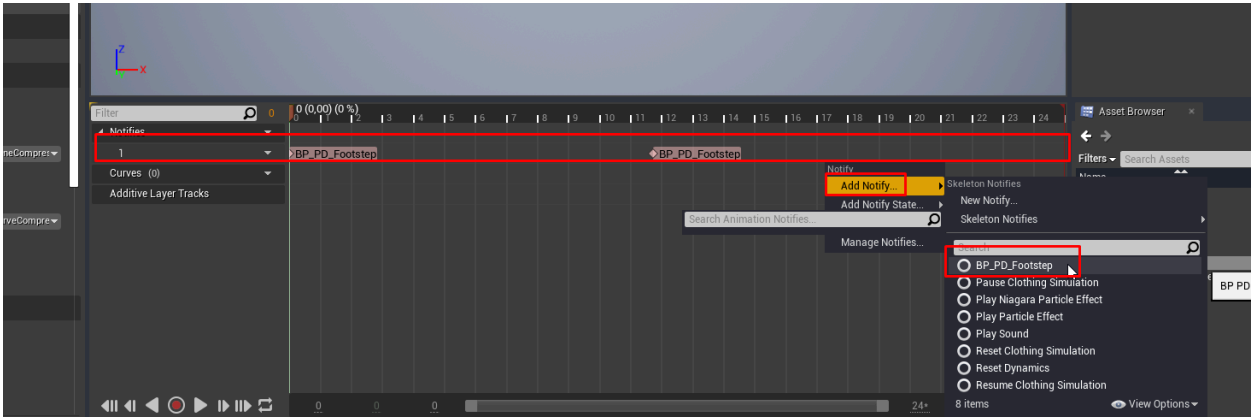 Z
X
Filter
0
0 (0,00) (0 %)
0 1 2 3 4 5 6 7 8 9 10 11 12 13 14 15 16 17 18 19 20 21 22 23 24
Asset Browser
Notifies
1
BP_PD_Footstep
BP_PD_Footstep
Filters
Search Assets
Name
Curves (0)
Additive Layer Tracks
Notify
Add Notify...
Add Notify State...
Search Animation Notifies...
Manage Notifies...
Skeleton Notifies
New Notify...
Skeleton Notifies
Search
BP_PD_Footstep
Pause Clothing Simulation
Play Niagara Particle Effect
Play Particle Effect
Play Sound
Reset Clothing Simulation
Reset Dynamics
Resume Clothing Simulation
8 items
View Options
BP PD
neCompres
rveCompre
0
0
0
24+